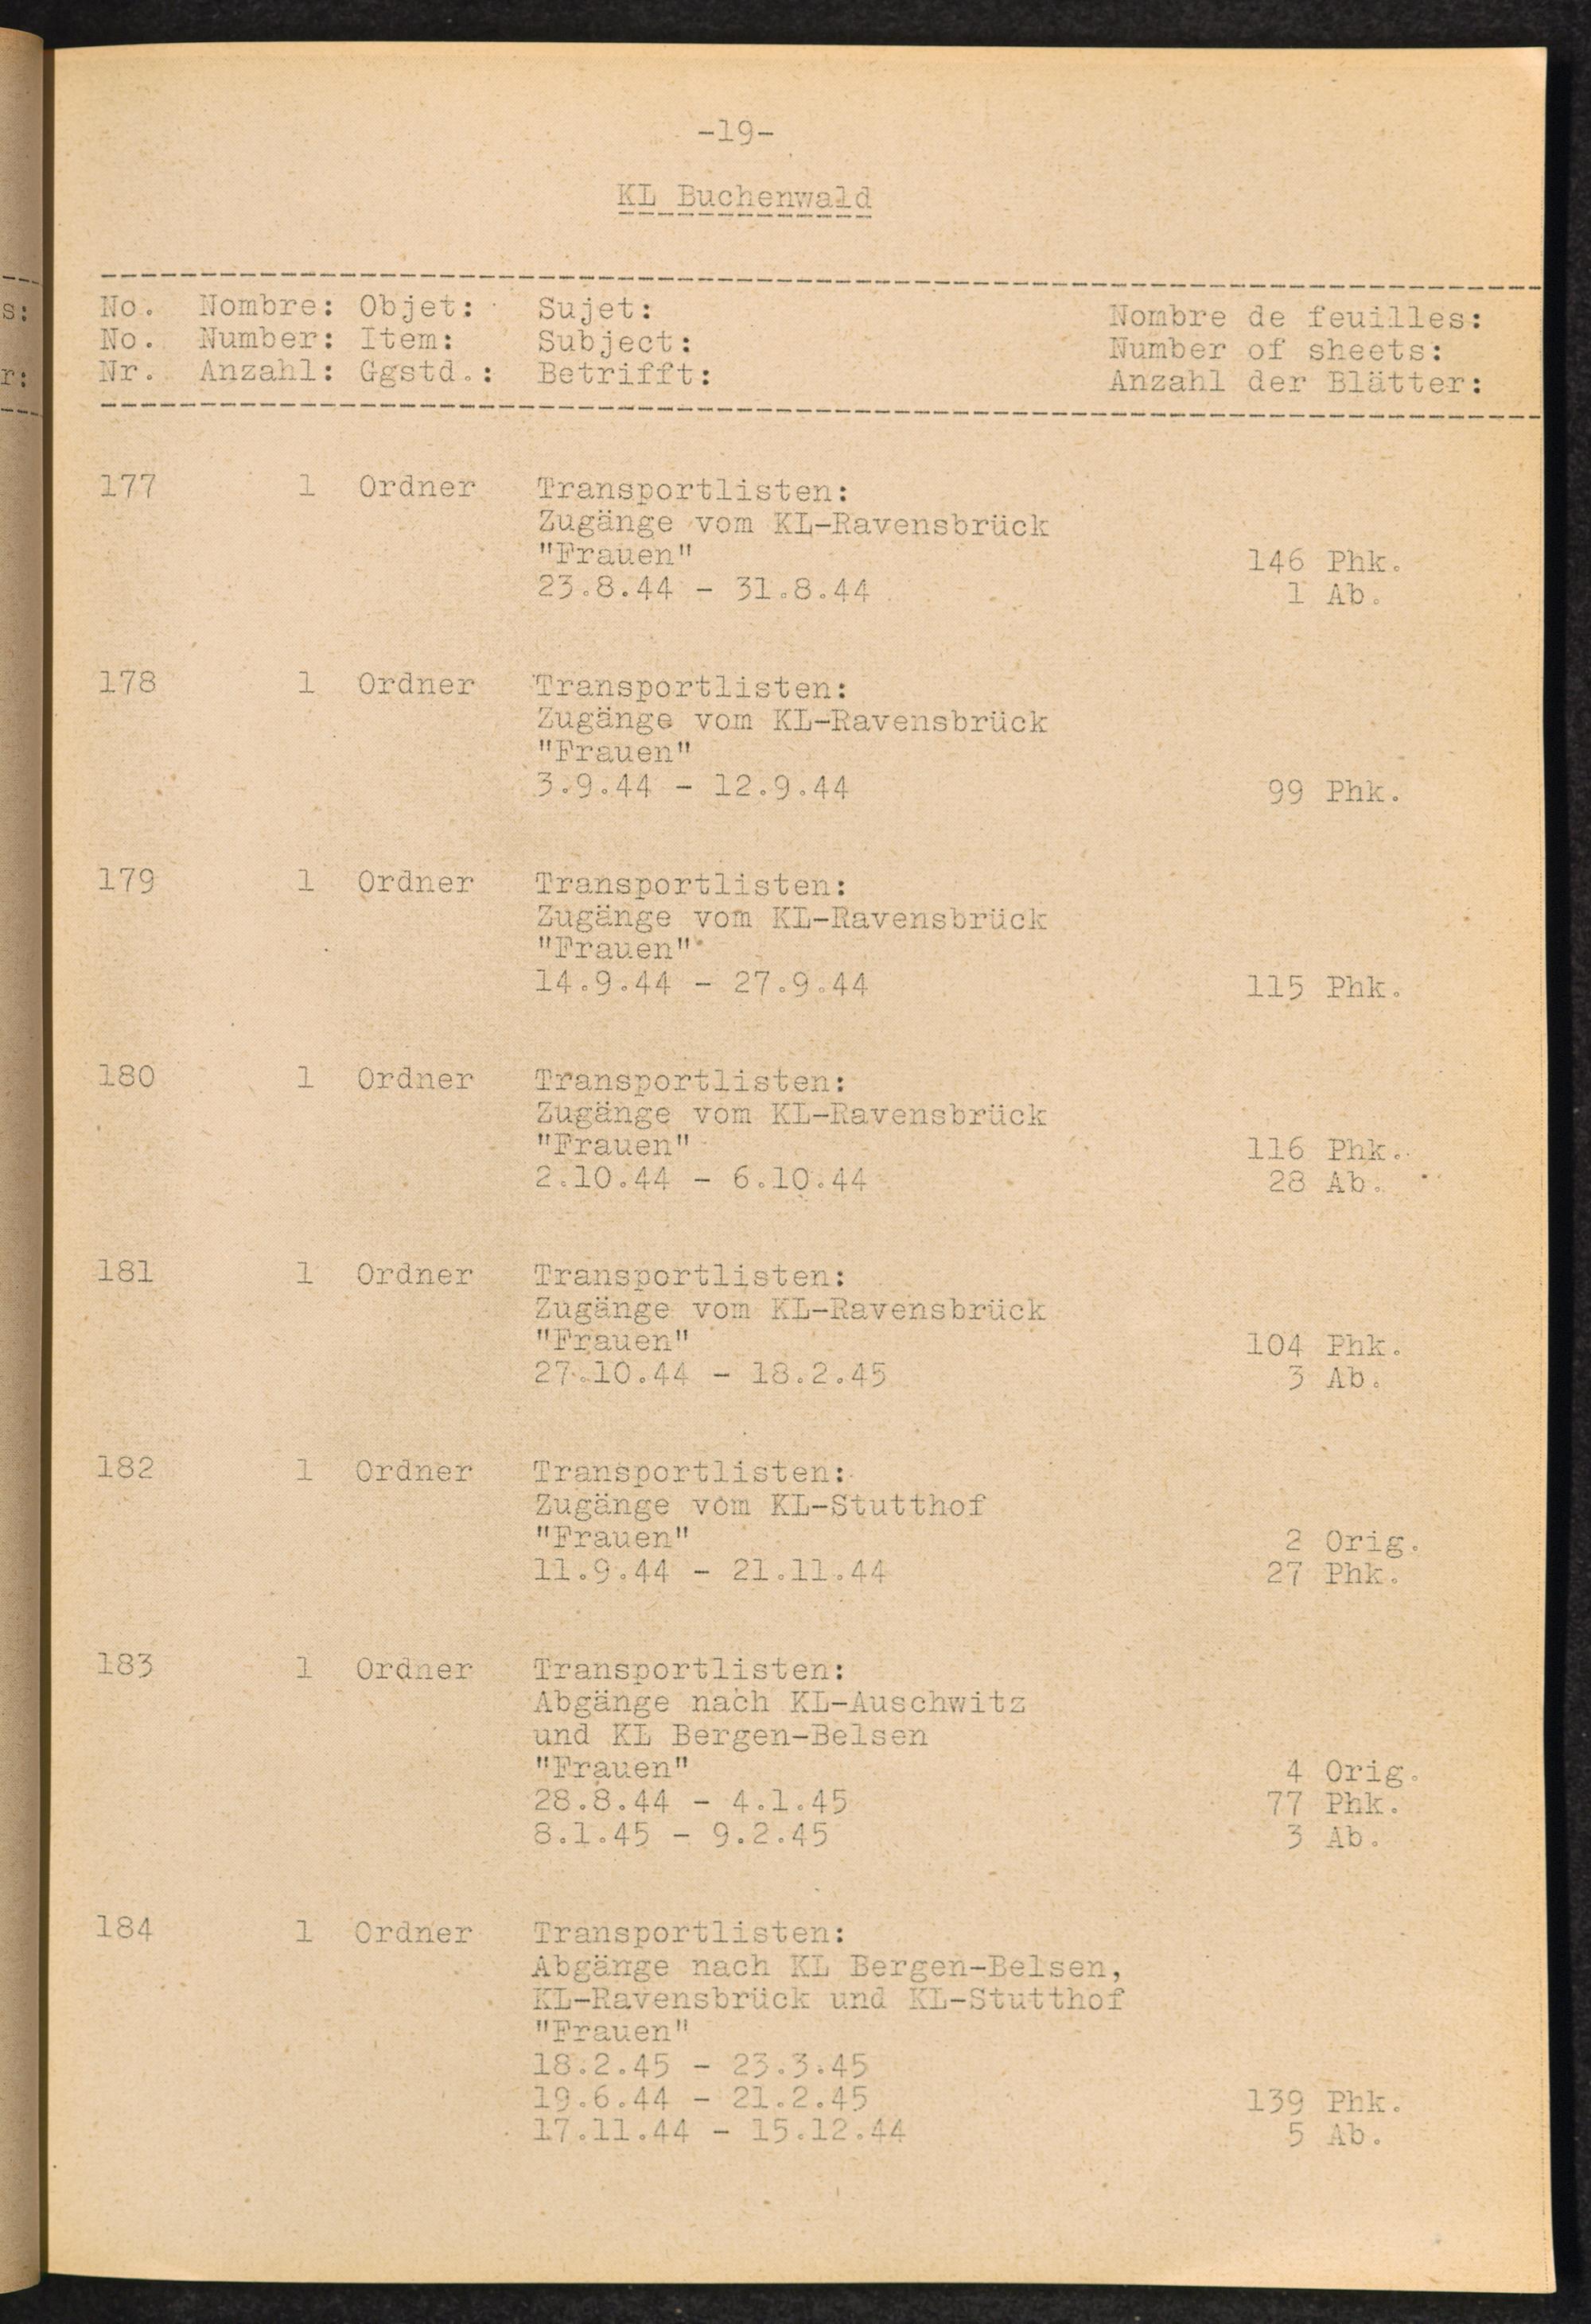 -19-
KL Buchenwald
s:
r:
No. Nombre: Objet: Sujet: Nombre de feuilles:
No. Number: Item: Subject: Number of sheets:
Nr. Anzahl: Ggstd.: Betrifft: Anzahl der Blätter:
177 1 Ordner Transportlisten:
Zugänge vom KL-Ravensbrück
"Frauen" 146 Phk.
23.8.44 - 31.8.44 1 Ab.
178 1 Ordner Transportlisten:
Zugänge vom KL-Ravensbrück
"Frauen"
3.9.44 - 12.9.44 99 Phk.
179 1 Ordner Transportlisten:
Zugänge vom KL-Ravensbrück
"Frauen"
14.9.44 - 27.9.44 115 Phk.
180 1 Ordner Transportlisten:
Zugänge vom KL-Ravensbrück
"Frauen" 116 Phk.
2.10.44 - 6.10.44 28 Ab.
181 1 Ordner Transportlisten:
Zugänge vom KL-Ravensbrück
"Frauen" 104 Phk.
27.10.44 - 18.2.45 3 Ab.
182 1 Ordner Transportlisten:
Zugänge vom KL-Stutthof
"Frauen" 2 Orig.
11.9.44 - 21.11.44 27 Phk.
183 1 Ordner Transportlisten:
Abgänge nach KL-Auschwitz
und KL Bergen-Belsen
"Frauen" 4 Orig.
28.8.44 - 4.1.45 77 Phk.
8.1.45 - 9.2.45 3 Ab.
184 1 Ordner Transportlisten:
Abgänge nach KL Bergen-Belsen,
KL-Ravensbrück und KL-Stutthof
"Frauen"
18.2.45 - 23.3.45
19.6.44 - 21.2.45 139 Phk.
17.11.44 - 15.12.44 5 Ab.